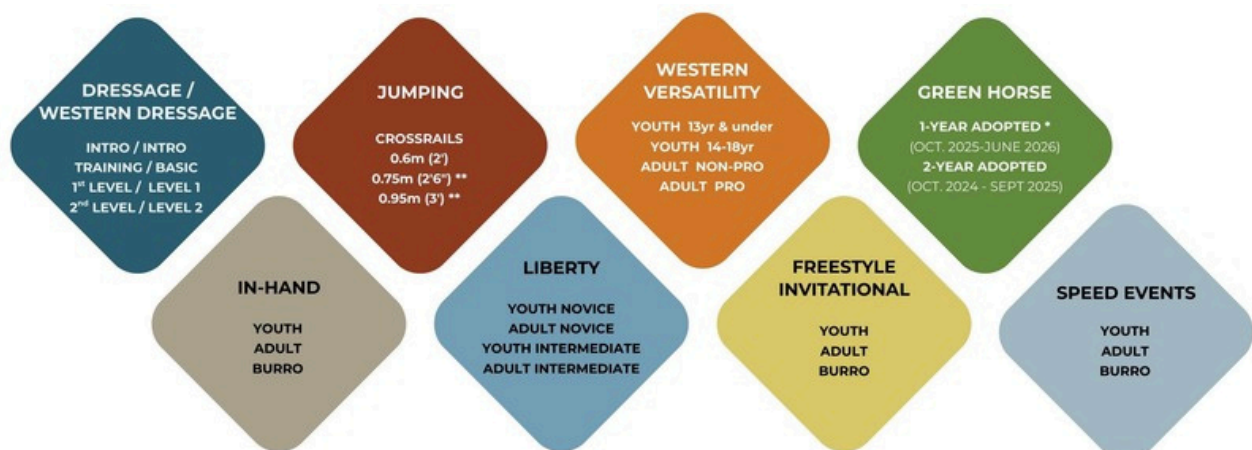 DRESSAGE /
WESTERN DRESSAGE
INTRO / INTRO
TRAINING / BASIC
1st LEVEL / LEVEL 1
2nd LEVEL / LEVEL 2
JUMPING
CROSSRAILS
0.6m (2')
0.75m (2'6") **
0.95m (3') **
WESTERN
VERSATILITY
YOUTH 13yr & under
YOUTH 14-18yr
ADULT NON-PRO
ADULT PRO
GREEN HORSE
1-YEAR ADOPTED *
(OCT. 2025-JUNE 2026)
2-YEAR ADOPTED
(OCT. 2024 - SEPT 2025)
IN-HAND
YOUTH
ADULT
BURRO
LIBERTY
YOUTH NOVICE
ADULT NOVICE
YOUTH INTERMEDIATE
ADULT INTERMEDIATE
FREESTYLE
INVITATIONAL
YOUTH
ADULT
BURRO
SPEED EVENTS
YOUTH
ADULT
BURRO